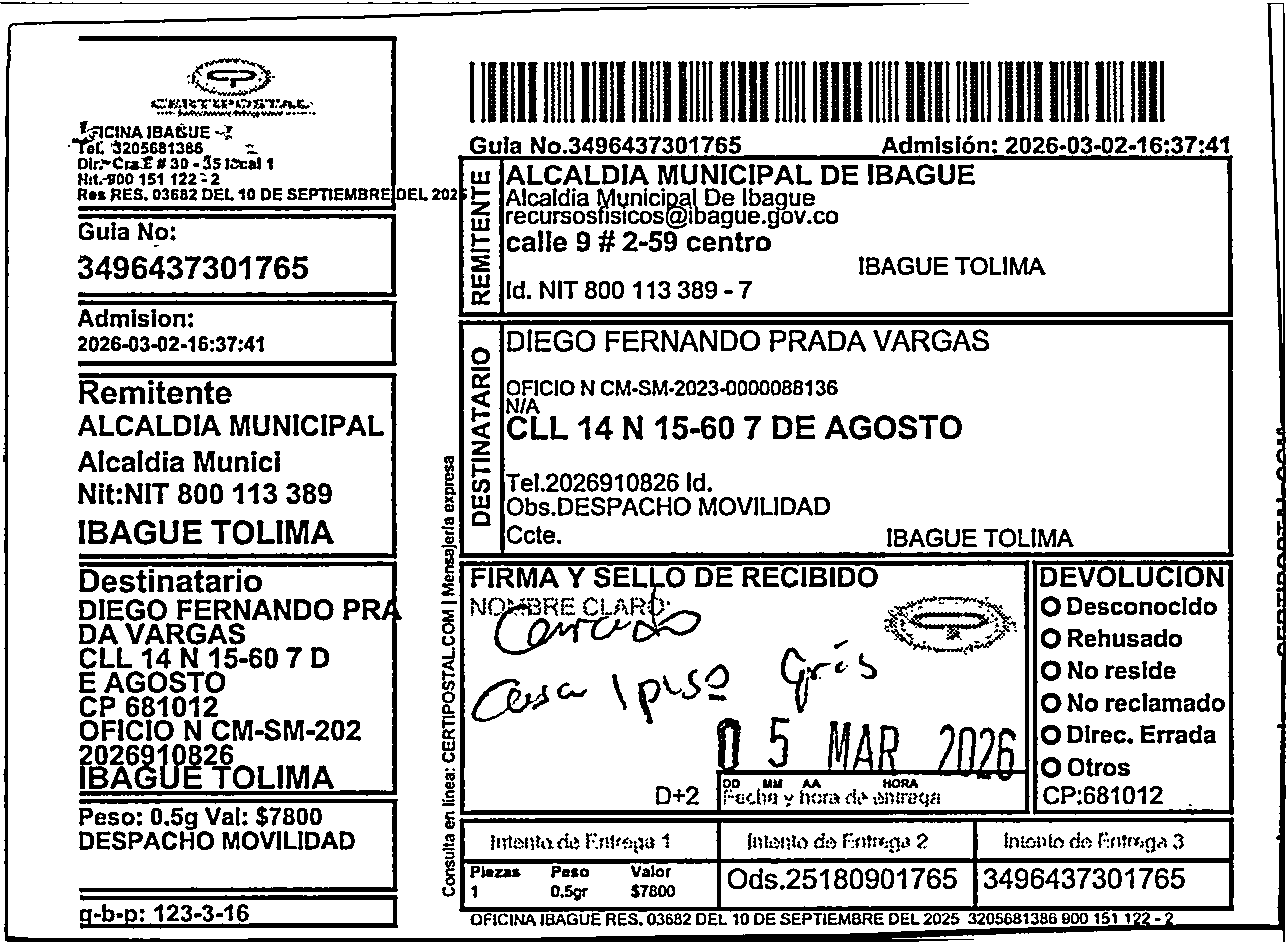 CERTIPOSTAL
OFICINA IBAGUE
Tel. 3205681386
Dir.- Cra # 30 - 35 local 1
Nit.-900 151 122 - 2
Res RES. 03682 DEL 10 DE SEPTIEMBRE DEL 2025
Guia No:
3496437301765
Admision:
2026-03-02-16:37:41
Remitente
ALCALDIA MUNICIPAL
Alcaldia Munici
Nit:NIT 800 113 389
IBAGUE TOLIMA
Destinatario
DIEGO FERNANDO PRA
DA VARGAS
CLL 14 N 15-60 7 D
E AGOSTO
CP 681012
OFICIO N CM-SM-202
2026910826
IBAGUE TOLIMA
Peso: 0.5g Val: $7800
DESPACHO MOVILIDAD
g-b-p: 123-3-16
Consulta en linea: CERTIPOSTAL.COM | Mensajeria expresa
Guia No.3496437301765 Admisión: 2026-03-02-16:37:41
REMITENTE
ALCALDIA MUNICIPAL DE IBAGUE
Alcaldia Municipal De Ibague
recursosfisicos@ibague.gov.co
calle 9 # 2-59 centro
IBAGUE TOLIMA
Id. NIT 800 113 389 - 7
DESTINATARIO
DIEGO FERNANDO PRADA VARGAS
OFICIO N CM-SM-2023-0000088136
N/A
CLL 14 N 15-60 7 DE AGOSTO
Tel.2026910826 Id.
Obs.DESPACHO MOVILIDAD
Ccte. IBAGUE TOLIMA
FIRMA Y SELLO DE RECIBIDO
NOMBRE CLARO:
Cerrado
Casa 1 piso Gris
05 MAR 2026
DD MM AA HORA
D+2 Fecha y hora de entrega
DEVOLUCION
Desconocido
Rehusado
No reside
No reclamado
Direc. Errada
Otros
CP:681012
Intento de Entrega 1 Intento de Entrega 2 Intento de Entrega 3
Piezas Peso Valor
1 0,5gr $7800
Ods.25180901765 3496437301765
OFICINA IBAGUE RES. 03682 DEL 10 DE SEPTIEMBRE DEL 2025 3205681386 900 151 122 - 2